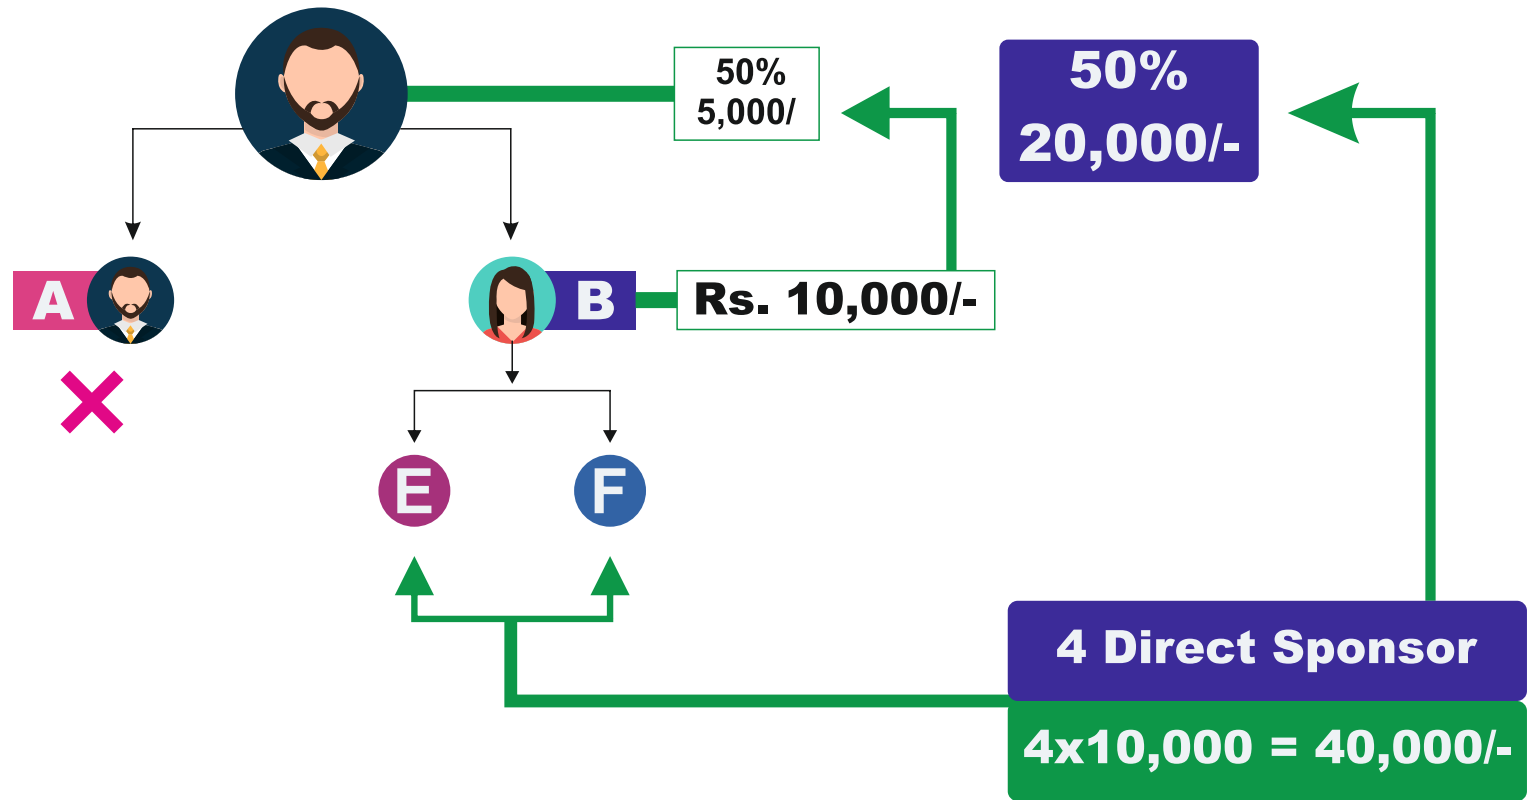 50%
5,000/
50%
20,000/-
A
B
Rs. 10,000/-
E
F
4 Direct Sponsor
4x10,000 = 40,000/-